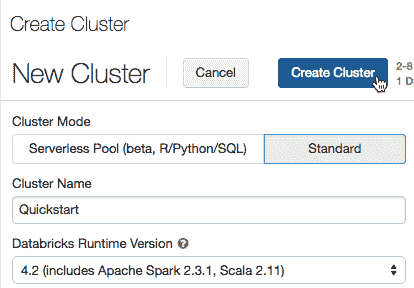 Create Cluster
New Cluster
Cancel
Create Cluster
2-8
1 D
Cluster Mode
Serverless Pool (beta, R/Python/SQL)
Standard
Cluster Name
Quickstart
Databricks Runtime Version ?
4.2 (includes Apache Spark 2.3.1, Scala 2.11)